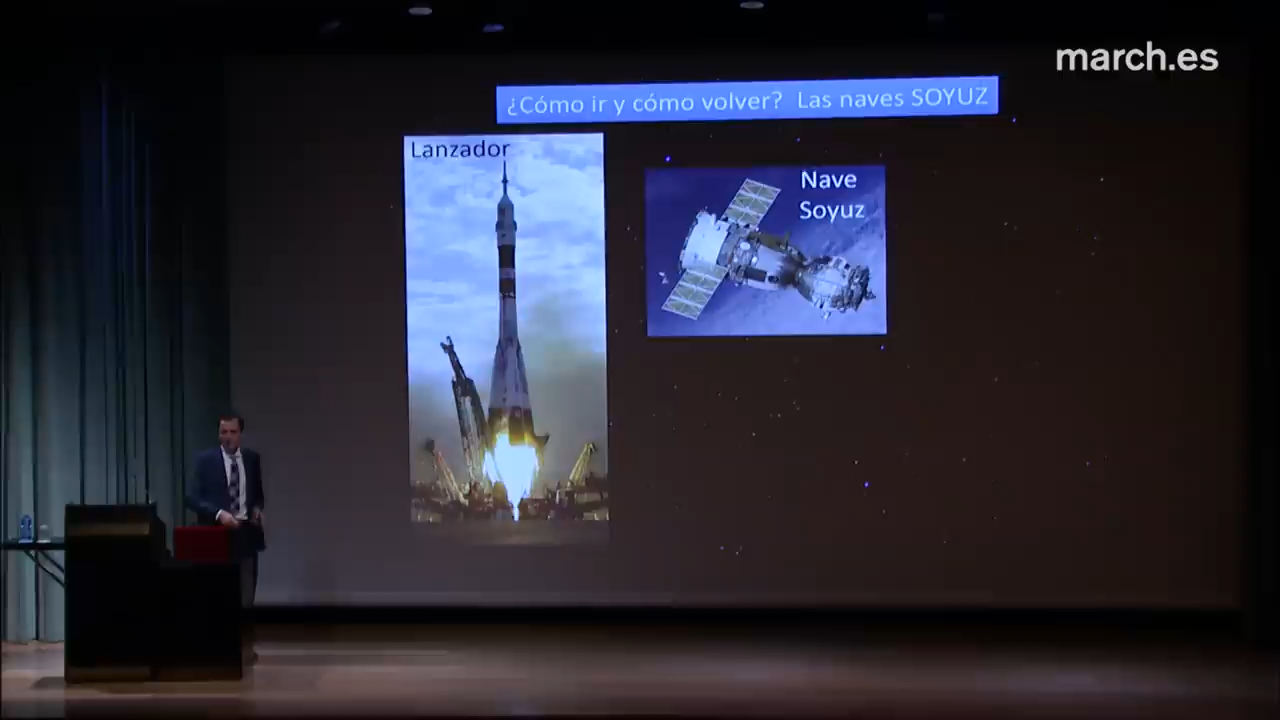 march.es
¿Cómo ir y cómo volver? Las naves SOYUZ
Lanzador
Nave
Soyuz